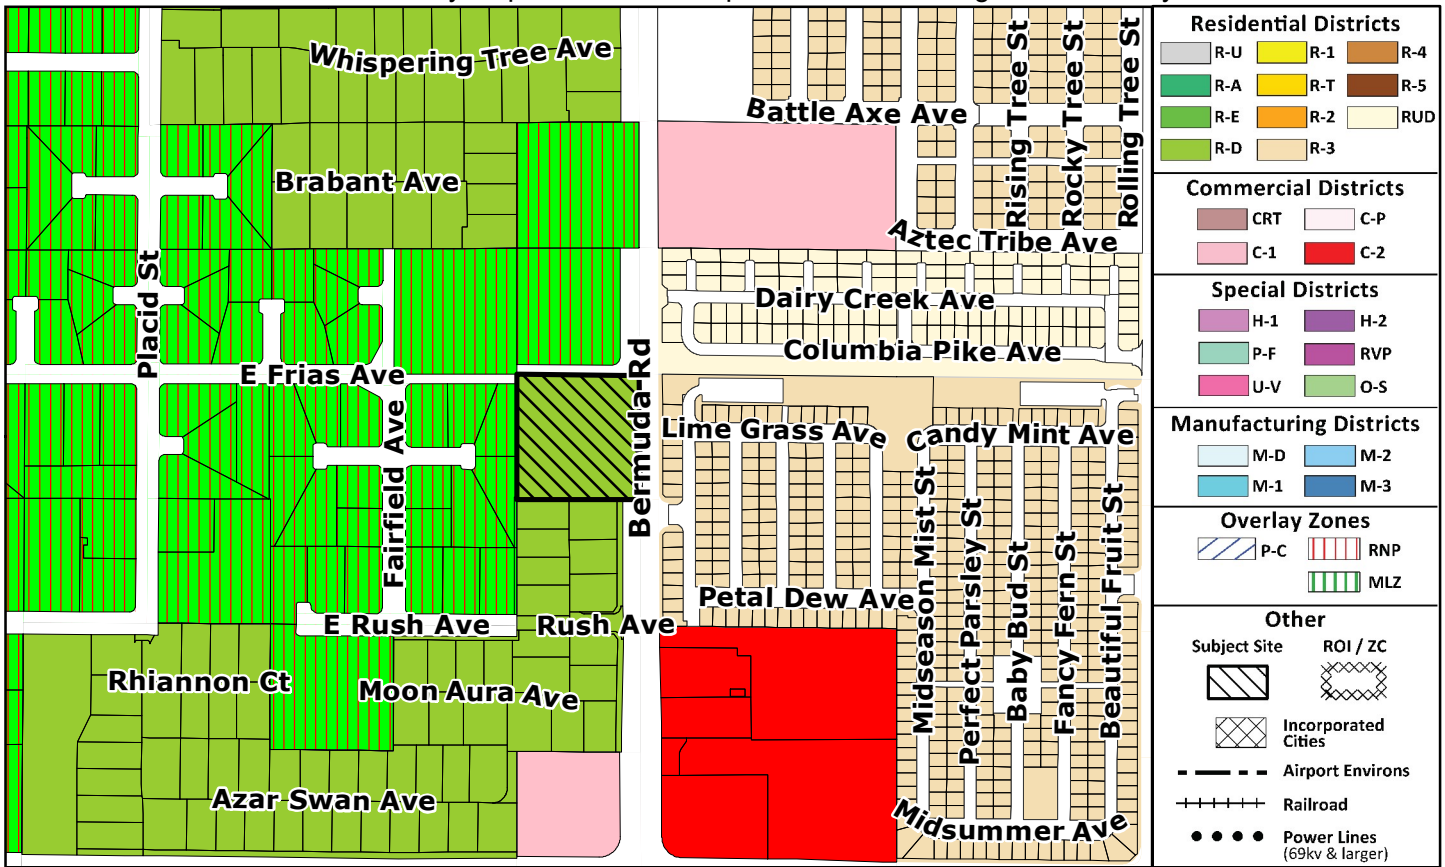 Whispering Tree Ave
Battle Axe Ave
Rising Tree St
Rocky Tree St
Rolling Tree St
Brabant Ave
Aztec Tribe Ave
Placid St
Dairy Creek Ave
Columbia Pike Ave
E Frias Ave
Bermuda Rd
Fairfield Ave
Lime Grass Ave
Candy Mint Ave
Midseason Mist St
Perfect Parsley St
Baby Bud St
Fancy Fern St
Beautiful Fruit St
Petal Dew Ave
E Rush Ave
Rush Ave
Rhiannon Ct
Moon Aura Ave
Azar Swan Ave
Midsummer Ave
Residential Districts
R-U R-1 R-4
R-A R-T R-5
R-E R-2 RUD
R-D R-3
Commercial Districts
CRT C-P
C-1 C-2
Special Districts
H-1 H-2
P-F RVP
U-V O-S
Manufacturing Districts
M-D M-2
M-1 M-3
Overlay Zones
P-C RNP
MLZ
Other
Subject Site ROI / ZC
Incorporated
Cities
Airport Environs
Railroad
Power Lines
(69kv & larger)